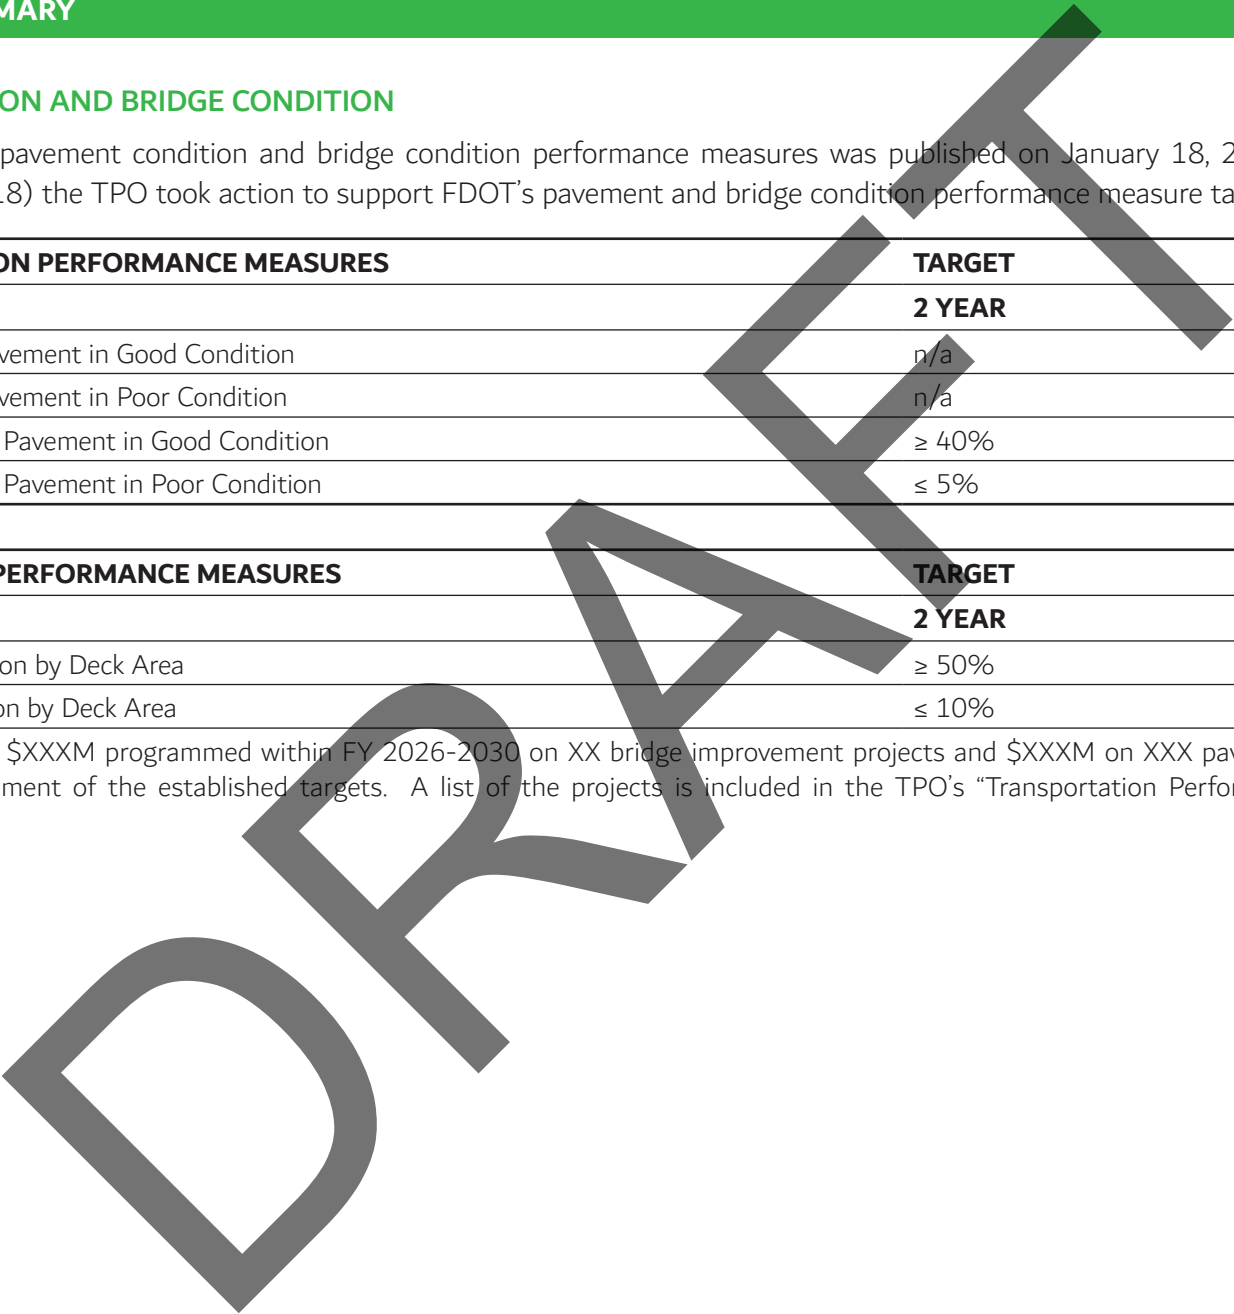 MARY
ON AND BRIDGE CONDITION
pavement condition and bridge condition performance measures was published on January 18, 2
18) the TPO took action to support FDOT’s pavement and bridge condition performance measure ta
ON PERFORMANCE MEASURES TARGET
2 YEAR
vement in Good Condition n/a
vement in Poor Condition n/a
Pavement in Good Condition ≥ 40%
Pavement in Poor Condition ≤ 5%
PERFORMANCE MEASURES TARGET
2 YEAR
on by Deck Area ≥ 50%
on by Deck Area ≤ 10%
$XXXM programmed within FY 2026-2030 on XX bridge improvement projects and $XXXM on XXX pav
ment of the established targets. A list of the projects is included in the TPO’s “Transportation Perfor
DRAFT